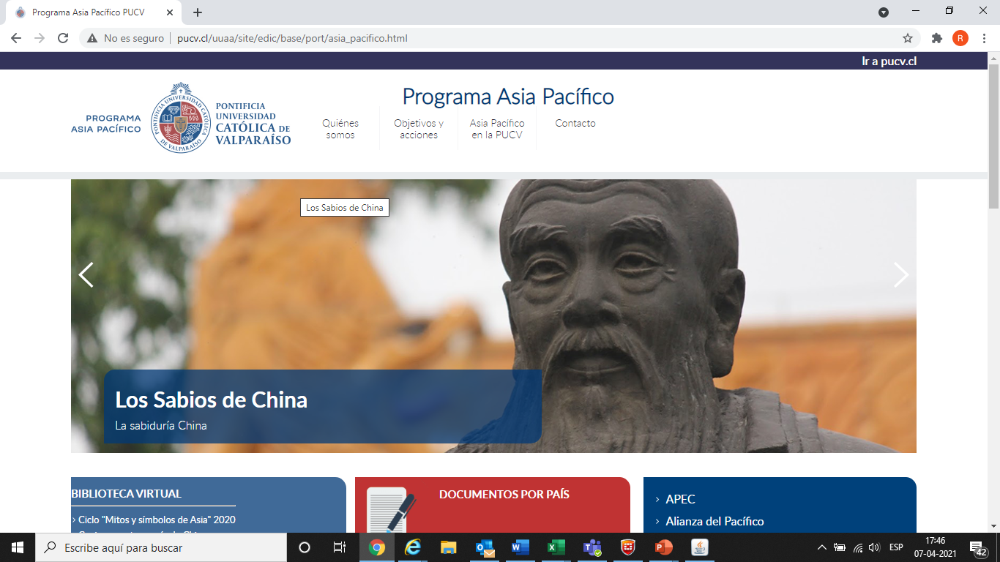 Programa Asia Pacífico PUCV
No es seguro
pucv.cl/uuaa/site/edic/base/port/asia_pacifico.html
R
Ir a pucv.cl
PROGRAMA
ASIA PACÍFICO
PONTIFICIA UNIVERSIDAD CATÓLICA
DE VALPARAÍSO
PONTIFICIA
UNIVERSIDAD
CATÓLICA DE
VALPARAÍSO
Programa Asia Pacífico
Quiénes
somos
Objetivos y
acciones
Asia Pacífico
en la PUCV
Contacto
Los Sabios de China
Los Sabios de China
La sabiduría China
BIBLIOTECA VIRTUAL
Ciclo "Mitos y símbolos de Asia" 2020
DOCUMENTOS POR PAÍS
APEC
Alianza del Pacífico
Escribe aquí para buscar
ESP
17:46
07-04-2021
42